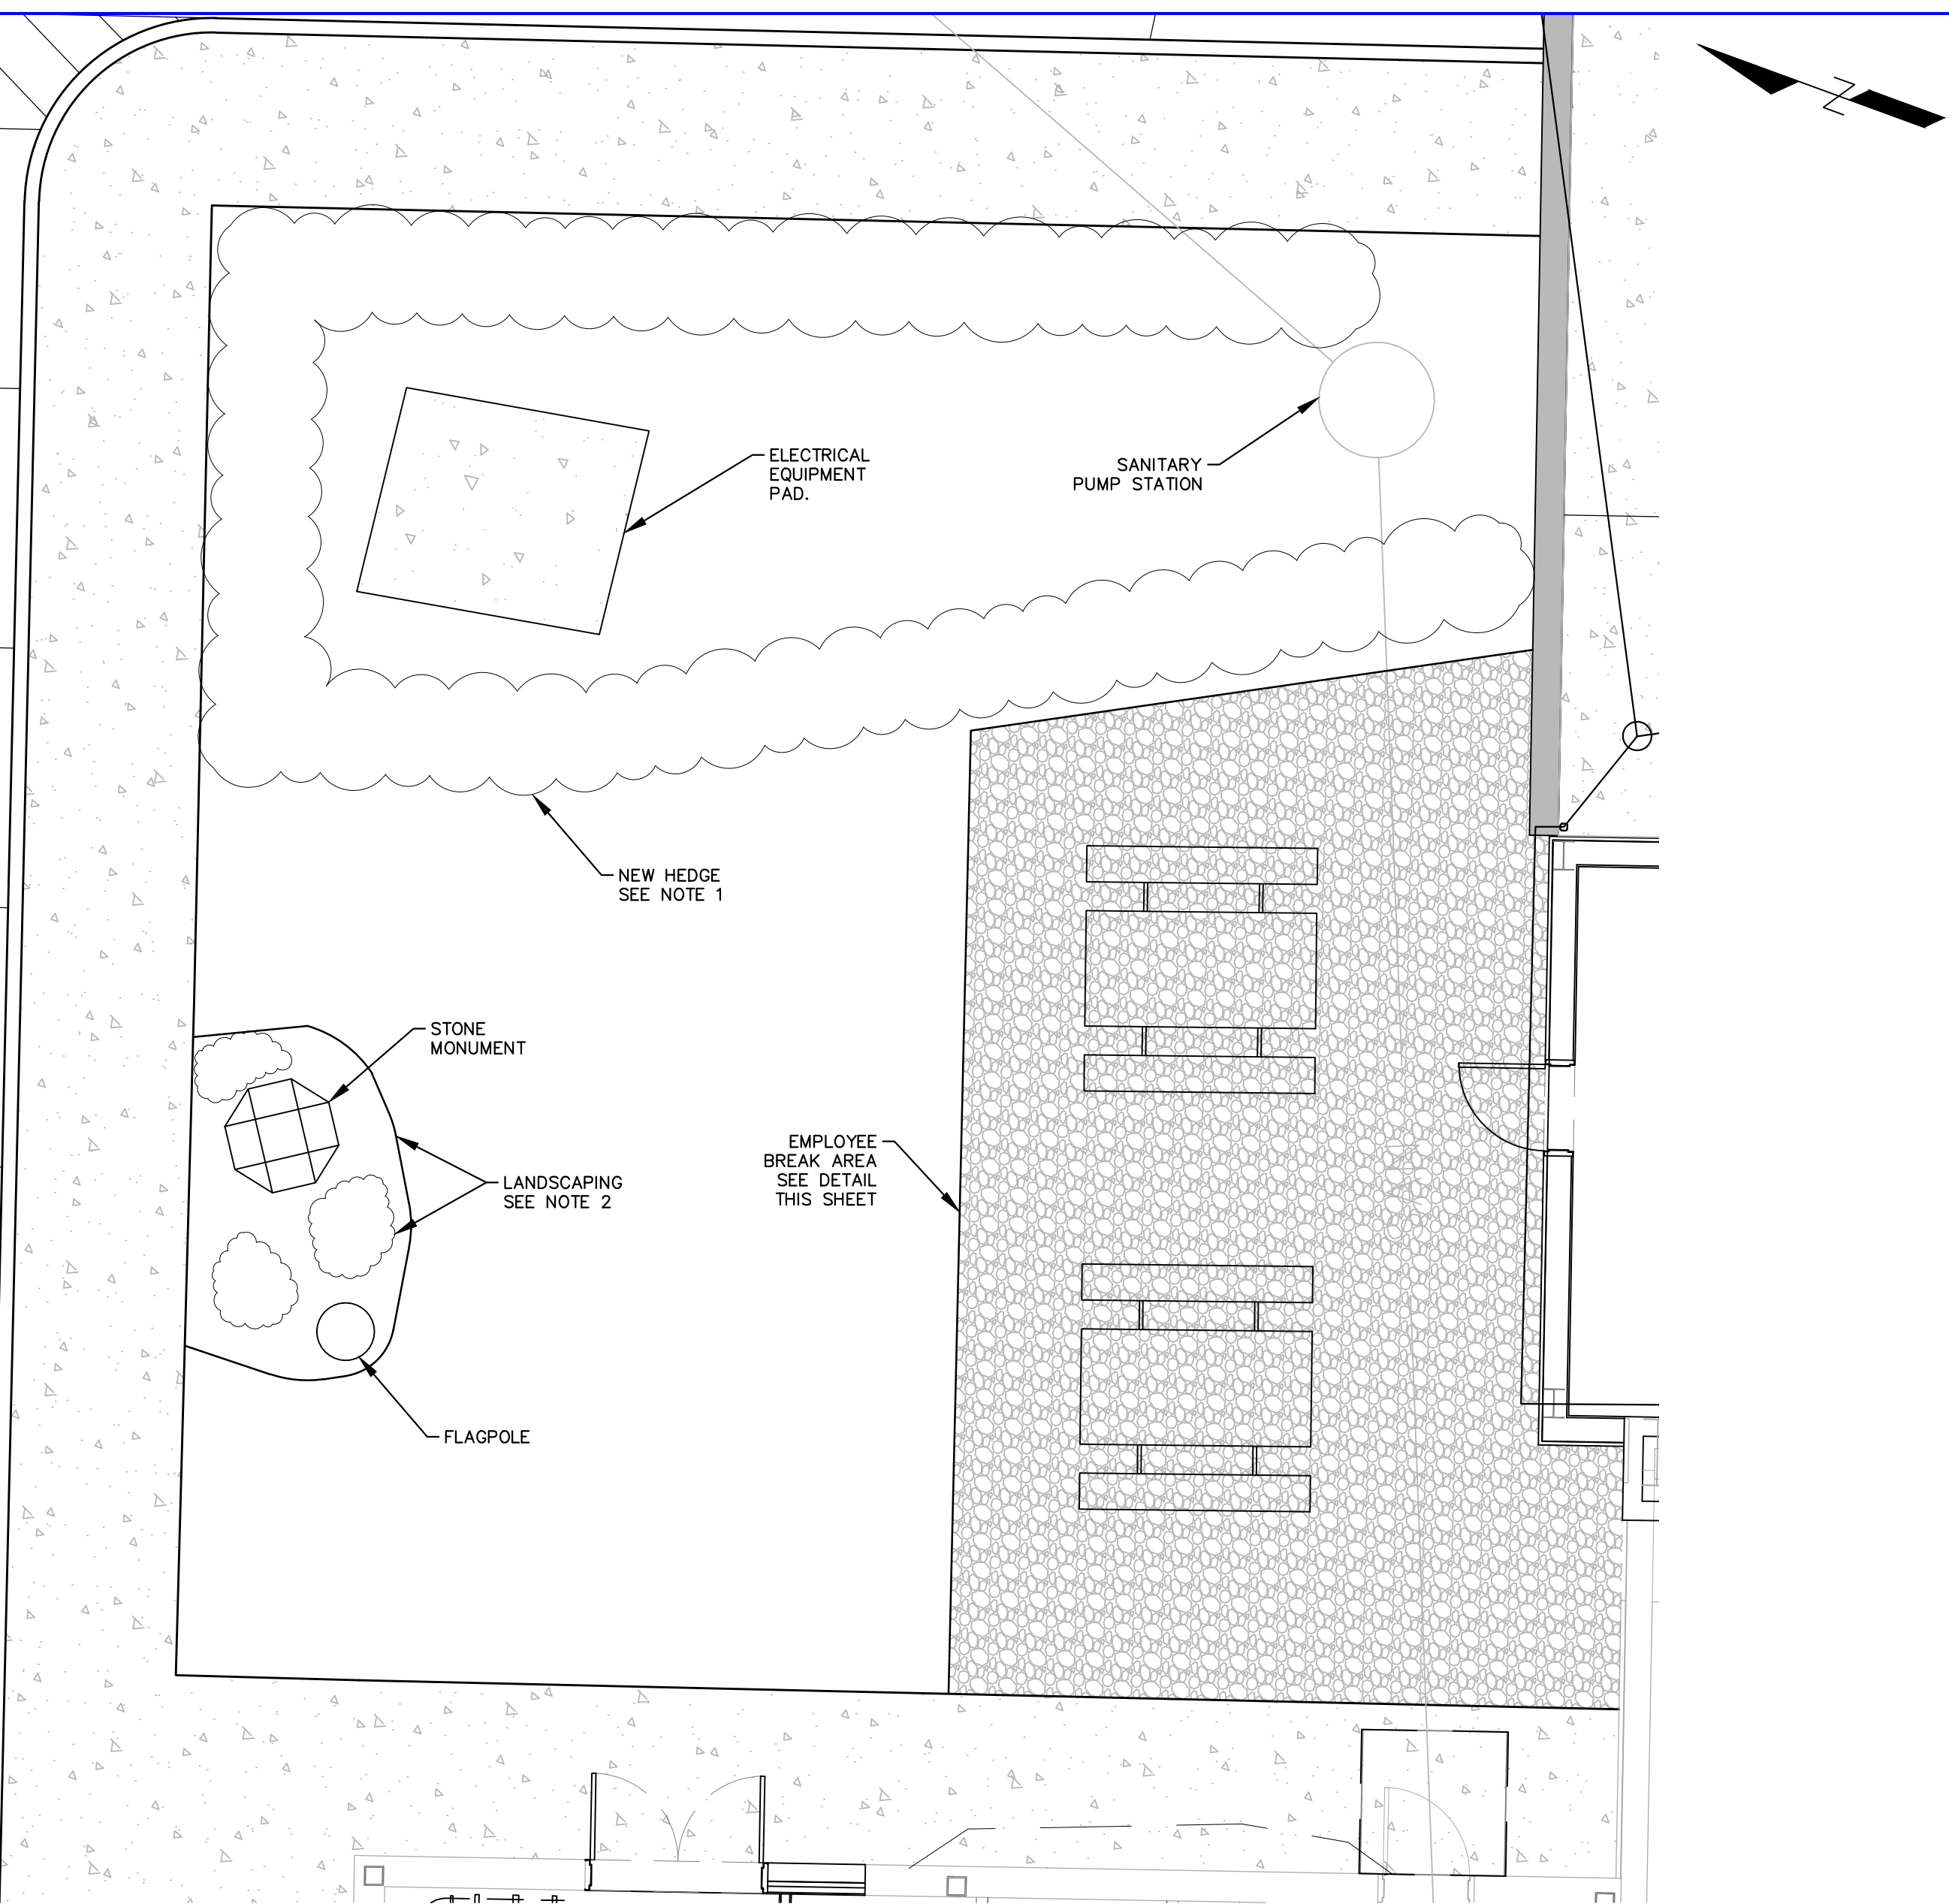 Z
ELECTRICAL
EQUIPMENT
PAD.
SANITARY
PUMP STATION
NEW HEDGE
SEE NOTE 1
STONE
MONUMENT
EMPLOYEE
BREAK AREA
SEE DETAIL
THIS SHEET
LANDSCAPING
SEE NOTE 2
FLAGPOLE